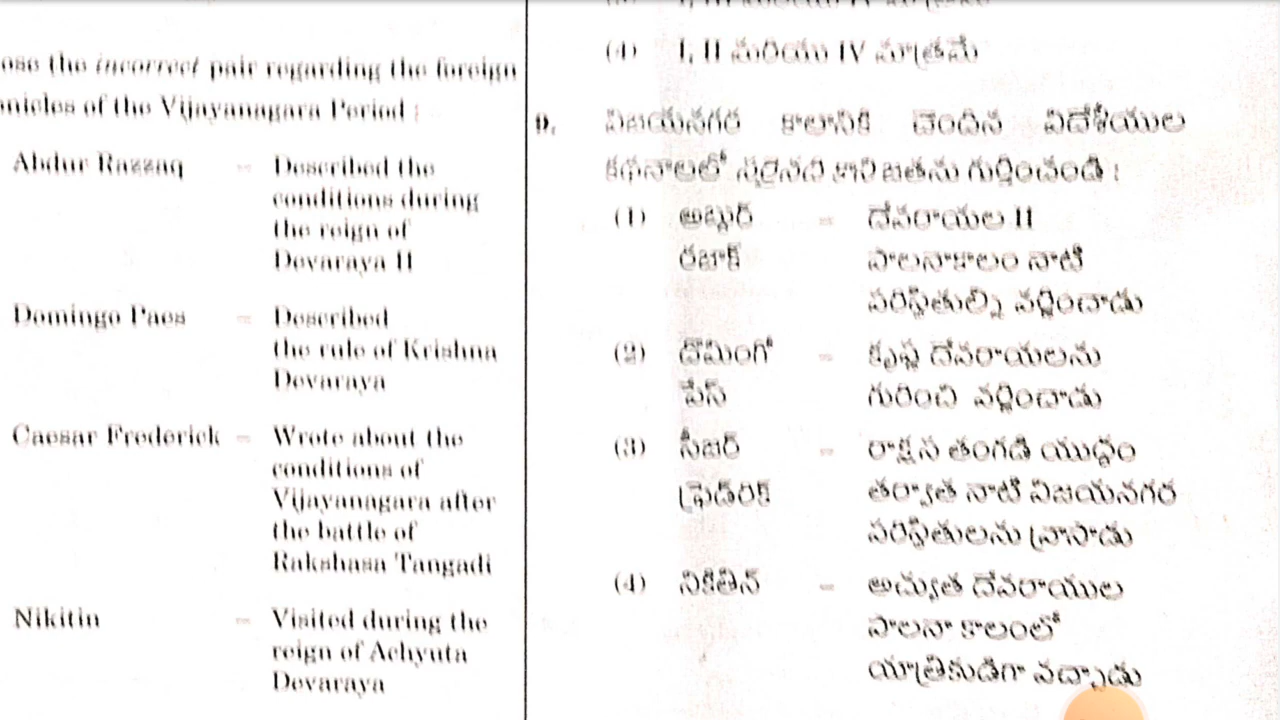 ose the incorrect pair regarding the foreign
nicles of the Vijayanagara Period :
Abdur Razzaq – Described the
conditions during
the reign of
Devaraya II
Domingo Paes – Described
the rule of Krishna
Devaraya
Caesar Frederick – Wrote about the
conditions of
Vijayanagara after
the battle of
Rakshasa Tangadi
Nikitin – Visited during the
reign of Achyuta
Devaraya
(4) I, II మరియు IV మాత్రమే
9. విజయనగర కాలానికి చెందిన విదేశీయుల
కథనాలలో సరైనది కాని జతను గుర్తించండి :
(1) అబ్దుర్ – దేవరాయల II
రజాక్ పాలనాకాలం నాటి
పరిస్థితుల్ని వర్ణించాడు
(2) డొమింగో – కృష్ణ దేవరాయలను
పేస్ గురించి వర్ణించాడు
(3) సీజర్ – రాక్షస తంగడి యుద్ధం
ఫ్రెడరిక్ తర్వాత నాటి విజయనగర
పరిస్థితులను వ్రాసాడు
(4) నికితిన్ – అచ్యుత దేవరాయుల
పాలనా కాలంలో
యాత్రికుడిగా వచ్చాడు